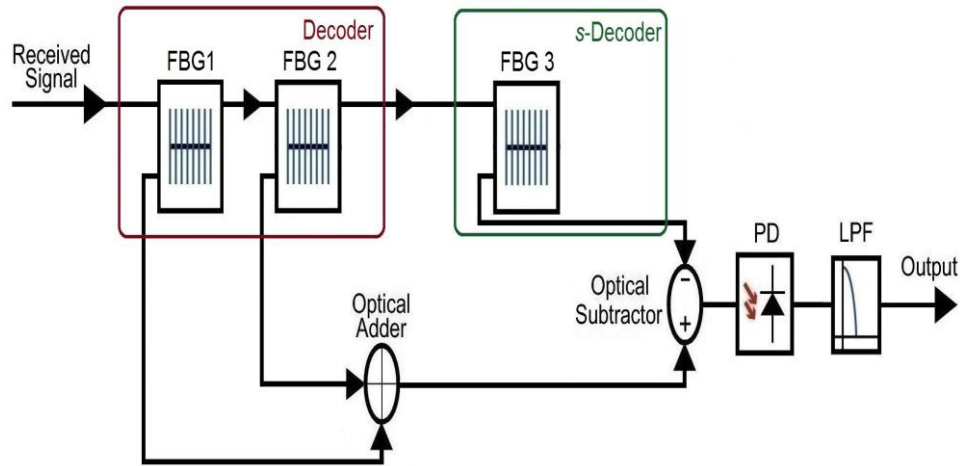 Decoder
s-Decoder
Received
Signal
FBG1
FBG 2
FBG 3
PD
LPF
Output
Optical
Subtractor
-
+
Optical
Adder